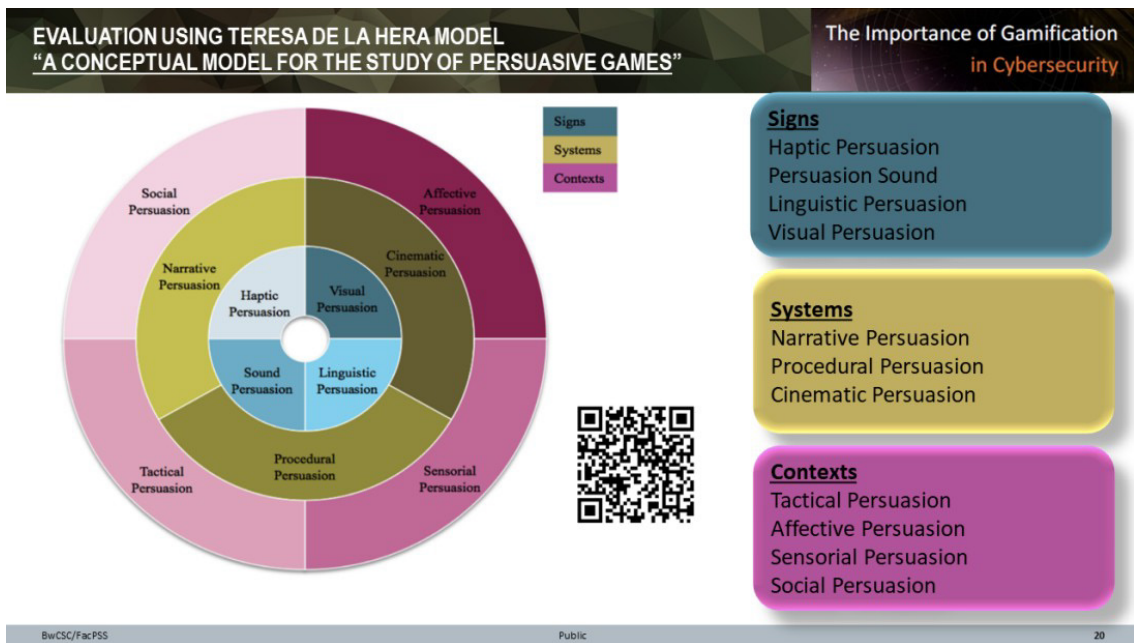 EVALUATION USING TERESA DE LA HERA MODEL
“A CONCEPTUAL MODEL FOR THE STUDY OF PERSUASIVE GAMES”
The Importance of Gamification
in Cybersecurity
Social
Persuasion
Affective
Persuasion
Narrative
Persuasion
Cinematic
Persuasion
Haptic
Persuasion
Visual
Persuasion
Sound
Persuasion
Linguistic
Persuasion
Tactical
Persuasion
Procedural
Persuasion
Sensorial
Persuasion
Signs
Systems
Contexts
Signs
Haptic Persuasion
Persuasion Sound
Linguistic Persuasion
Visual Persuasion
Systems
Narrative Persuasion
Procedural Persuasion
Cinematic Persuasion
Contexts
Tactical Persuasion
Affective Persuasion
Sensorial Persuasion
Social Persuasion
BwCSC/FacPSS
Public
20